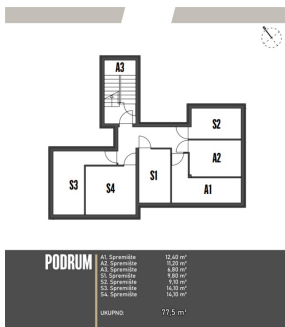 A3
S2
A2
S1
S3
S4
A1
PODRUM
A1. Spremište 12,40 m²
A2. Spremište 11,20 m²
A3. Spremište 6,80 m²
S1. Spremište 9,80 m²
S2. Spremište 9,10 m²
S3. Spremište 14,10 m²
S4. Spremište 14,10 m²
UKUPNO: 77,5 m²